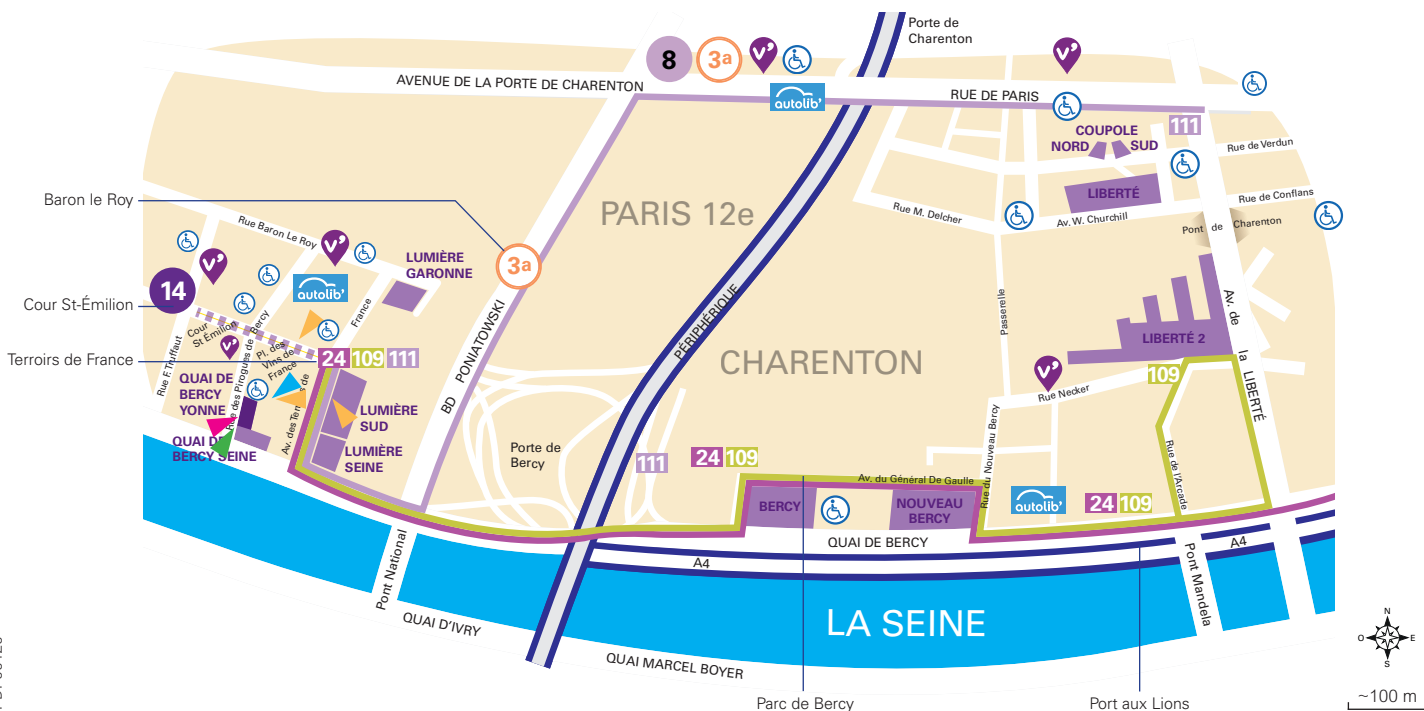 Porte de
Charenton
8
3a
v'
v'
AVENUE DE LA PORTE DE CHARENTON
autolib'
RUE DE PARIS
111
COUPOLE
NORD
SUD
Rue de Verdun
LIBERTÉ
Rue de Conflans
Rue M. Delcher
Av. W. Churchill
Pont de Charenton
Baron le Roy
PARIS 12e
3a
Rue Baron Le Roy
v'
v'
LUMIÈRE
GARONNE
14
autolib'
Cour St-Émilion
Cour
St Émilion
Bercy
France
BD PONIATOWSKI
PÉRIPHÉRIQUE
Passerelle
Av. de la LIBERTÉ
LIBERTÉ 2
CHARENTON
Terroirs de France
24 109 111
v'
Pl. des
Vins de
France
Rue F. Truffaut
Rue des Pirogues de
Av. des
QUAI DE
BERCY
YONNE
QUAI DE
BERCY SEINE
LUMIÈRE
SUD
LUMIÈRE
SEINE
v'
109
Rue Necker
Rue du Nouveau Bercy
Rue de l'Arcade
Porte de
Bercy
111
24 109
Av. du Général De Gaulle
BERCY
NOUVEAU
BERCY
autolib'
24 109
QUAI DE BERCY
A4
A4
Pont National
Pont Mandela
QUAI D'IVRY
LA SEINE
QUAI MARCEL BOYER
N
O
E
S
Parc de Bercy
Port aux Lions
~100 m